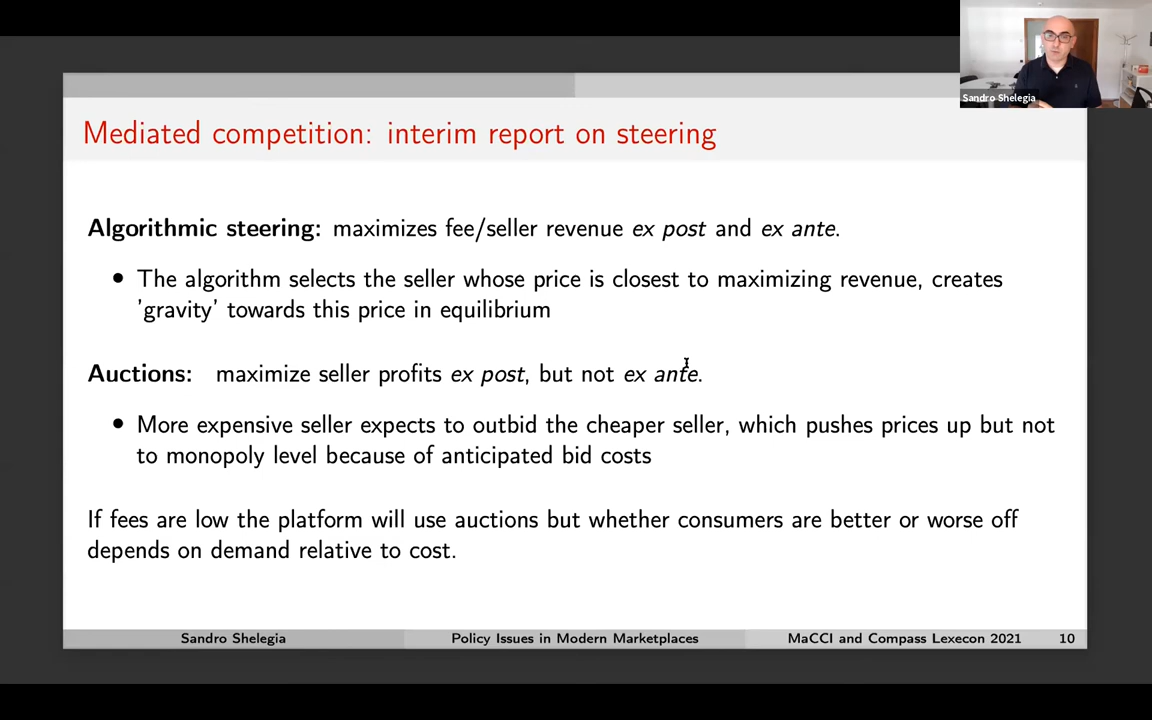 Sandro Shelegia
Mediated competition: interim report on steering
Algorithmic steering: maximizes fee/seller revenue ex post and ex ante.
• The algorithm selects the seller whose price is closest to maximizing revenue, creates
'gravity' towards this price in equilibrium
Auctions: maximize seller profits ex post, but not ex ante.
• More expensive seller expects to outbid the cheaper seller, which pushes prices up but not
to monopoly level because of anticipated bid costs
If fees are low the platform will use auctions but whether consumers are better or worse off
depends on demand relative to cost.
Sandro Shelegia Policy Issues in Modern Marketplaces MaCCI and Compass Lexecon 2021 10